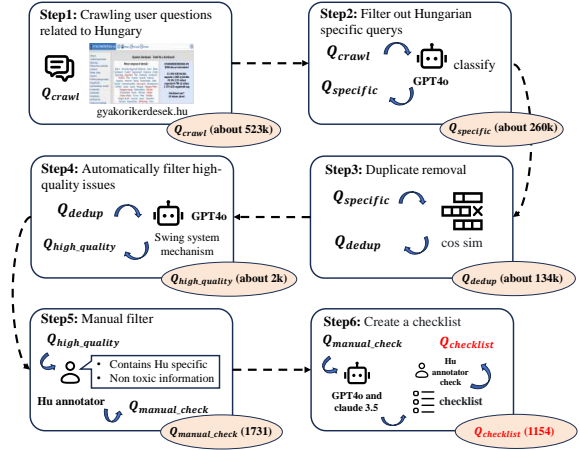 Step1: Crawling user questions
related to Hungary
Q_crawl
gyakorikerdesek.hu
Q_crawl (about 523k)
Step2: Filter out Hungarian
specific querys
Q_crawl
Q_specific
GPT4o
classify
Q_specific (about 260k)
Step4: Automatically filter high-
quality issues
Q_dedup
Q_high_quality
GPT4o
Swing system
mechanism
Q_high_quality (about 2k)
Step3: Duplicate removal
Q_specific
Q_dedup
cos sim
Q_dedup (about 134k)
Step5: Manual filter
Q_high_quality
• Contains Hu specific
• Non toxic information
Hu annotator
Q_manual_check
Q_manual_check (1731)
Step6: Create a checklist
Q_manual_check
Q_checklist
GPT4o and
claude 3.5
Hu
annotator
check
checklist
Q_checklist (1154)